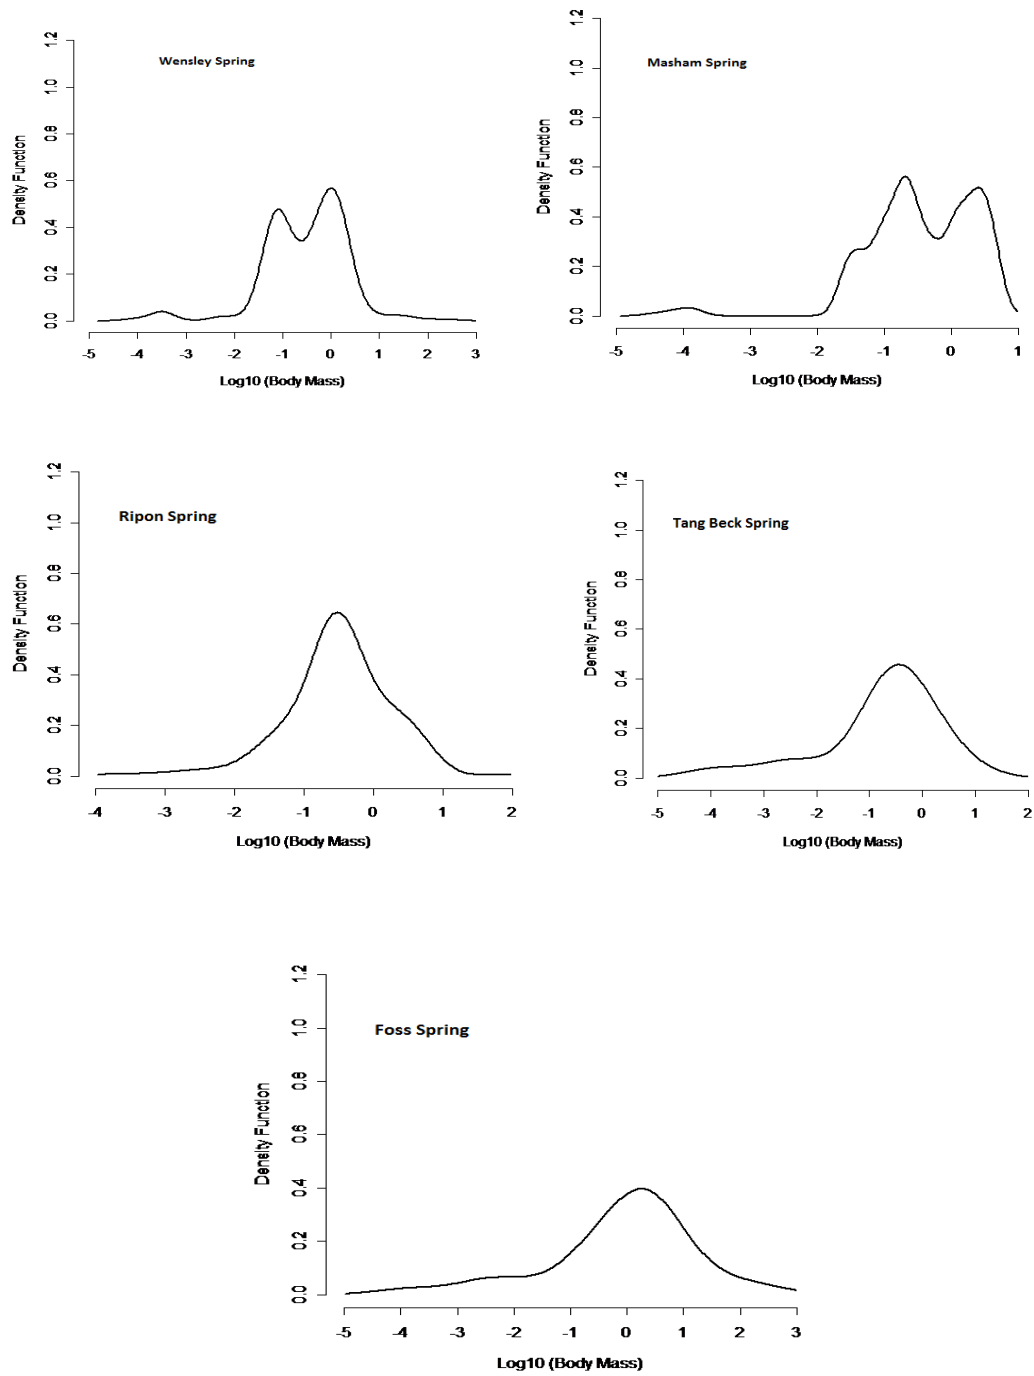 Wensley Spring
Density Function
0.0 0.2 0.4 0.6 0.8 1.0 1.2
-5 -4 -3 -2 -1 0 1 2 3
Log10 (Body Mass)
Masham Spring
Density Function
0.0 0.2 0.4 0.6 0.8 1.0 1.2
-5 -4 -3 -2 -1 0 1
Log10 (Body Mass)
Ripon Spring
Density Function
0.0 0.2 0.4 0.6 0.8 1.0 1.2
-4 -3 -2 -1 0 1 2
Log10 (Body Mass)
Tang Beck Spring
Density Function
0.0 0.2 0.4 0.6 0.8 1.0 1.2
-5 -4 -3 -2 -1 0 1 2
Log10 (Body Mass)
Foss Spring
Density Function
0.0 0.2 0.4 0.6 0.8 1.0 1.2
-5 -4 -3 -2 -1 0 1 2 3
Log10 (Body Mass)